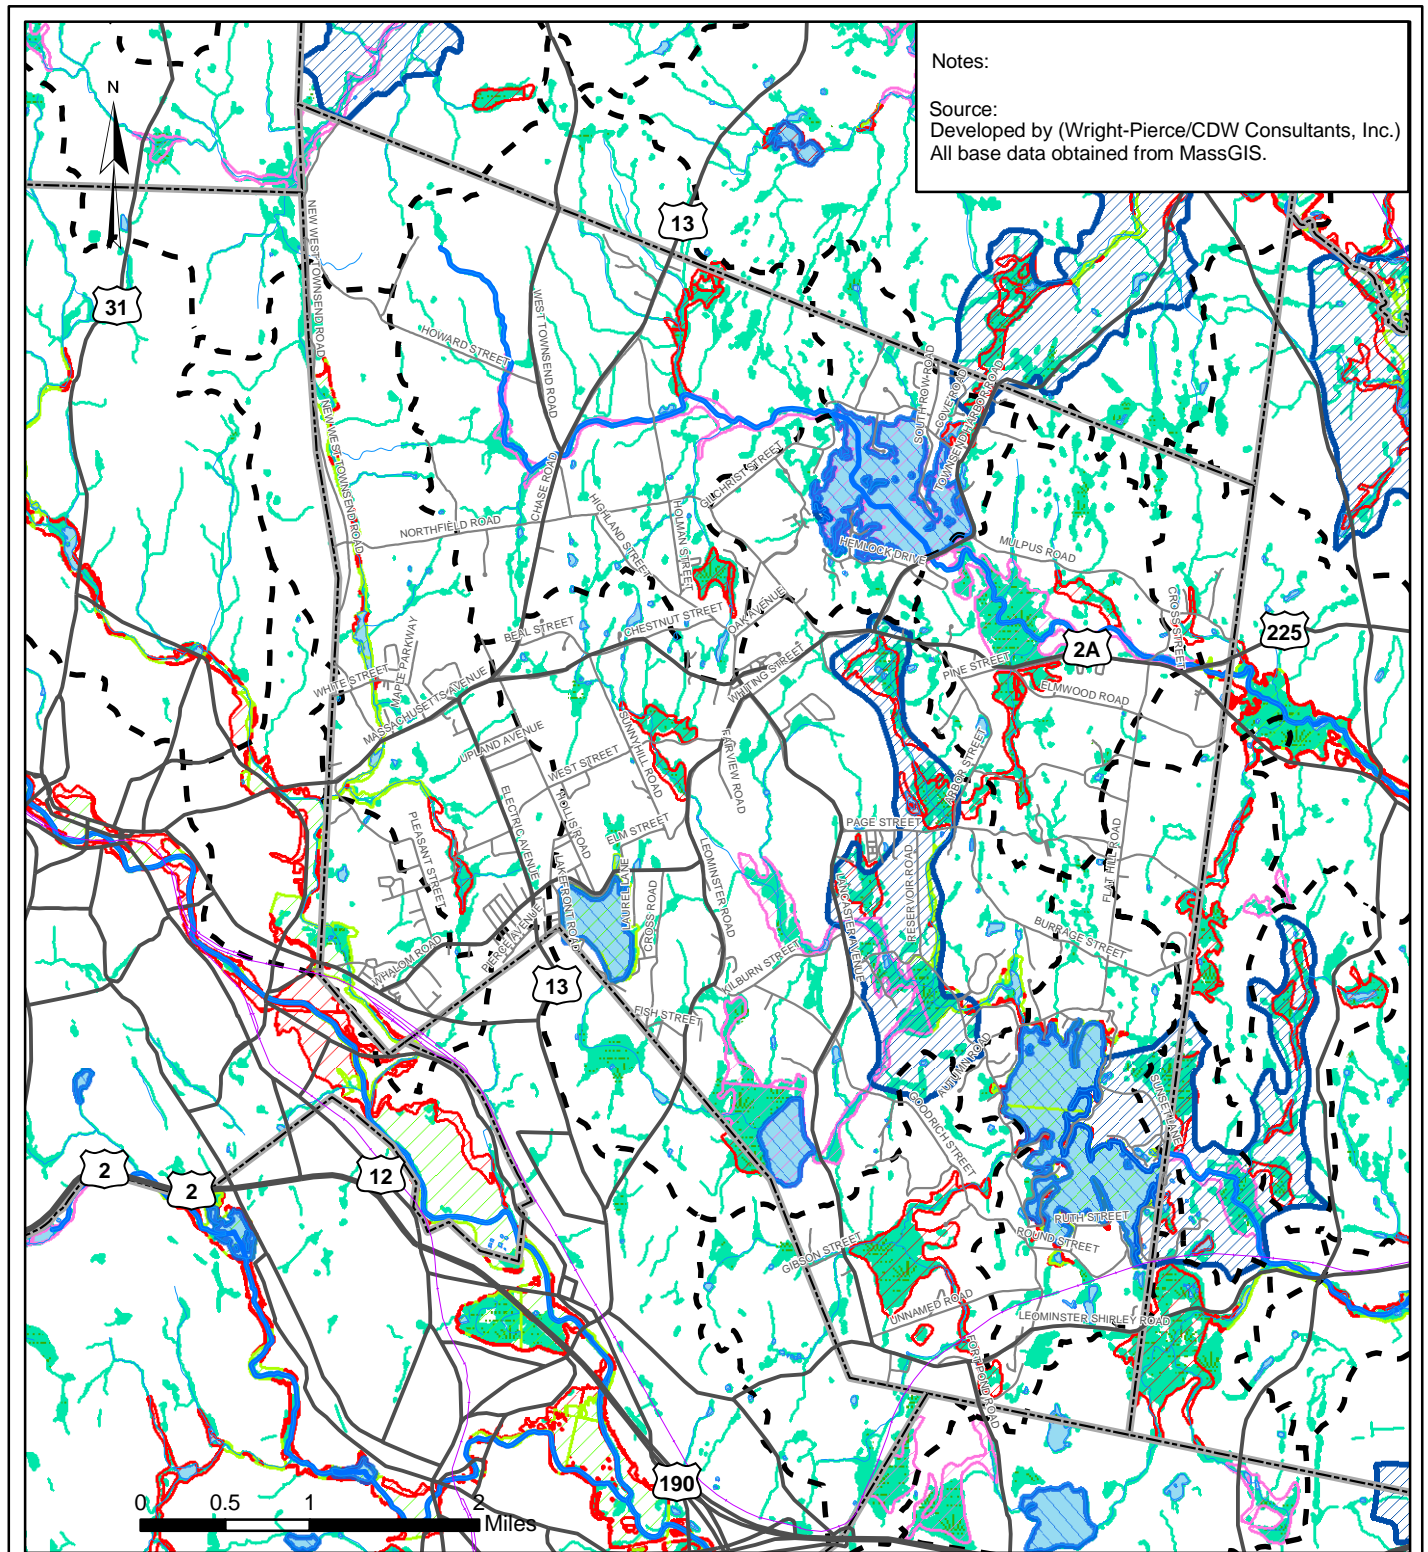 Notes:
Source:
Developed by (Wright-Pierce/CDW Consultants, Inc.)
All base data obtained from MassGIS.
N
13
31
NEW WEST TOWNSEND ROAD
WEST TOWNSEND ROAD
HOWARD STREET
SOUTH ROW ROAD
COVE ROAD
TOWNSEND HARBOR ROAD
NEW WEST TOWNSEND ROAD
CHASE ROAD
GILCHRIST STREET
HIGHLAND STREET
HOLMAN STREET
NORTHFIELD ROAD
HEMLOCK DRIVE
MULPUS ROAD
CROSS STREET
225
2A
BEAL STREET
CHESTNUT STREET
OAK AVENUE
MAPLE PARKWAY
WHITE STREET
MASSACHUSETTS AVENUE
WHITING STREET
PINE STREET
ELMWOOD ROAD
UPLAND AVENUE
WEST STREET
SUNNYHILL ROAD
FAIRVIEW ROAD
ARBOR STREET
ELECTRIC AVENUE
HOLLIS ROAD
ELM STREET
PLEASANT STREET
PAGE STREET
LEOMINSTER ROAD
FLAT HILL ROAD
LAKEFRONT ROAD
LAUREL LANE
CROSS ROAD
LANCASTER AVENUE
RESERVOIR ROAD
PIERCE AVENUE
WHALOM ROAD
BURRAGE STREET
KILBURN STREET
13
FISH STREET
AUTUMN ROAD
GOODRICH STREET
SUNSET LANE
2
2
12
RUTH STREET
ROUND STREET
GIBSON STREET
UNNAMED ROAD
LEOMINSTER SHIRLEY ROAD
FORT POND ROAD
190
0 0.5 1 2
Miles